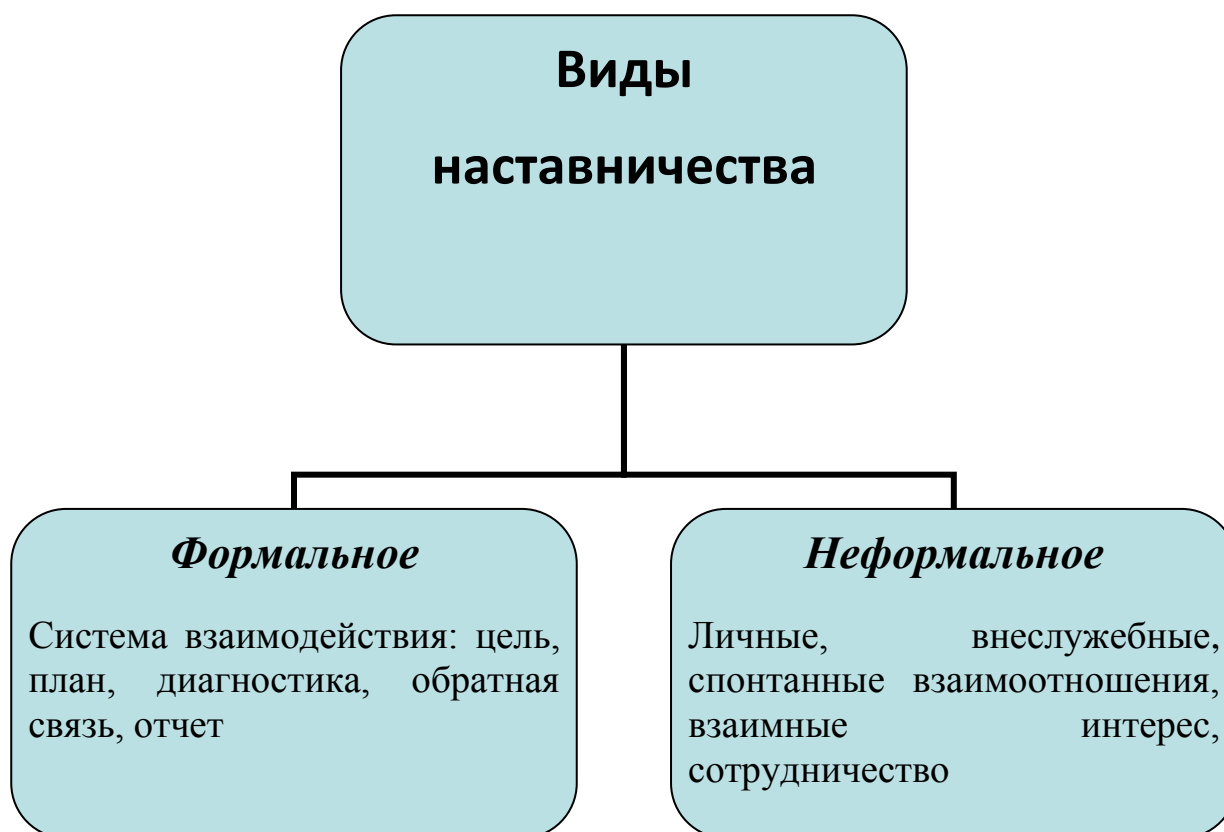 Виды
наставничества
Формальное
Система взаимодействия: цель,
план, диагностика, обратная
связь, отчет
Неформальное
Личные, внеслужебные,
спонтанные взаимоотношения,
взаимные интерес,
сотрудничество